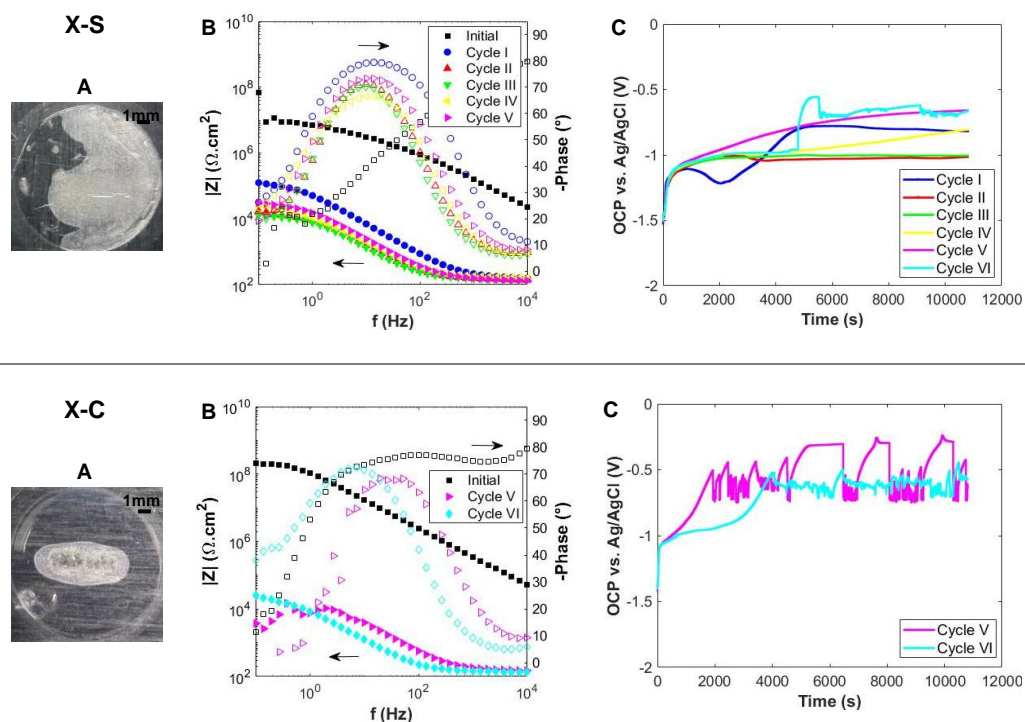 X-S
A
1mm
B
10^10
10^8
10^6
10^4
10^2
|Z| (Ω.cm²)
10^0
10^2
10^4
f (Hz)
90
80
70
60
50
40
30
20
10
0
-Phase (°)
Initial
Cycle I
Cycle II
Cycle III
Cycle IV
Cycle V
C
0
-0.5
-1
-1.5
-2
OCP vs. Ag/AgCl (V)
0
2000
4000
6000
8000
10000
12000
Time (s)
Cycle I
Cycle II
Cycle III
Cycle IV
Cycle V
Cycle VI
X-C
A
1mm
B
10^10
10^8
10^6
10^4
10^2
|Z| (Ω.cm²)
10^0
10^2
10^4
f (Hz)
90
80
70
60
50
40
30
20
10
0
-Phase (°)
Initial
Cycle V
Cycle VI
C
0
-0.5
-1
-1.5
-2
OCP vs. Ag/AgCl (V)
0
2000
4000
6000
8000
10000
12000
Time (s)
Cycle V
Cycle VI